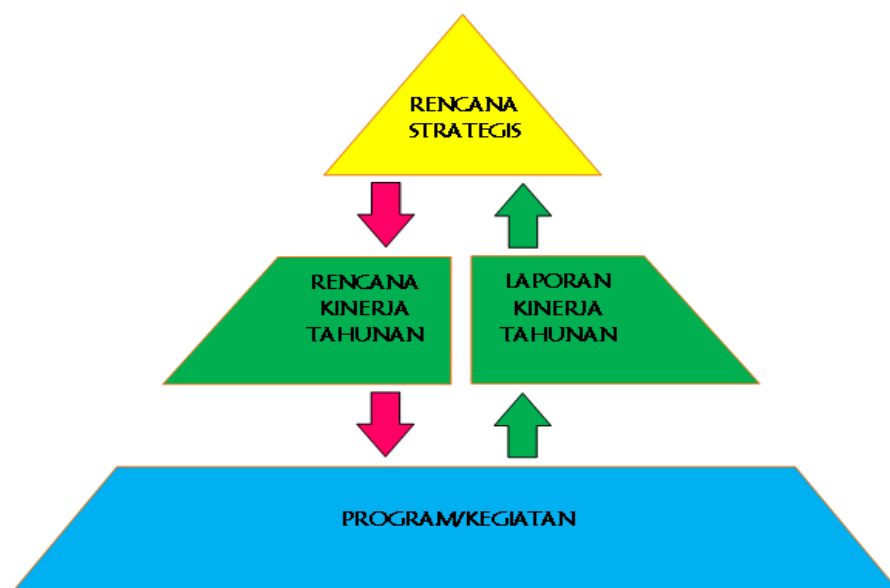 RENCANA
STRATEGIS
RENCANA
KINERJA
TAHUNAN
LAPORAN
KINERJA
TAHUNAN
PROGRAM/KEGIATAN